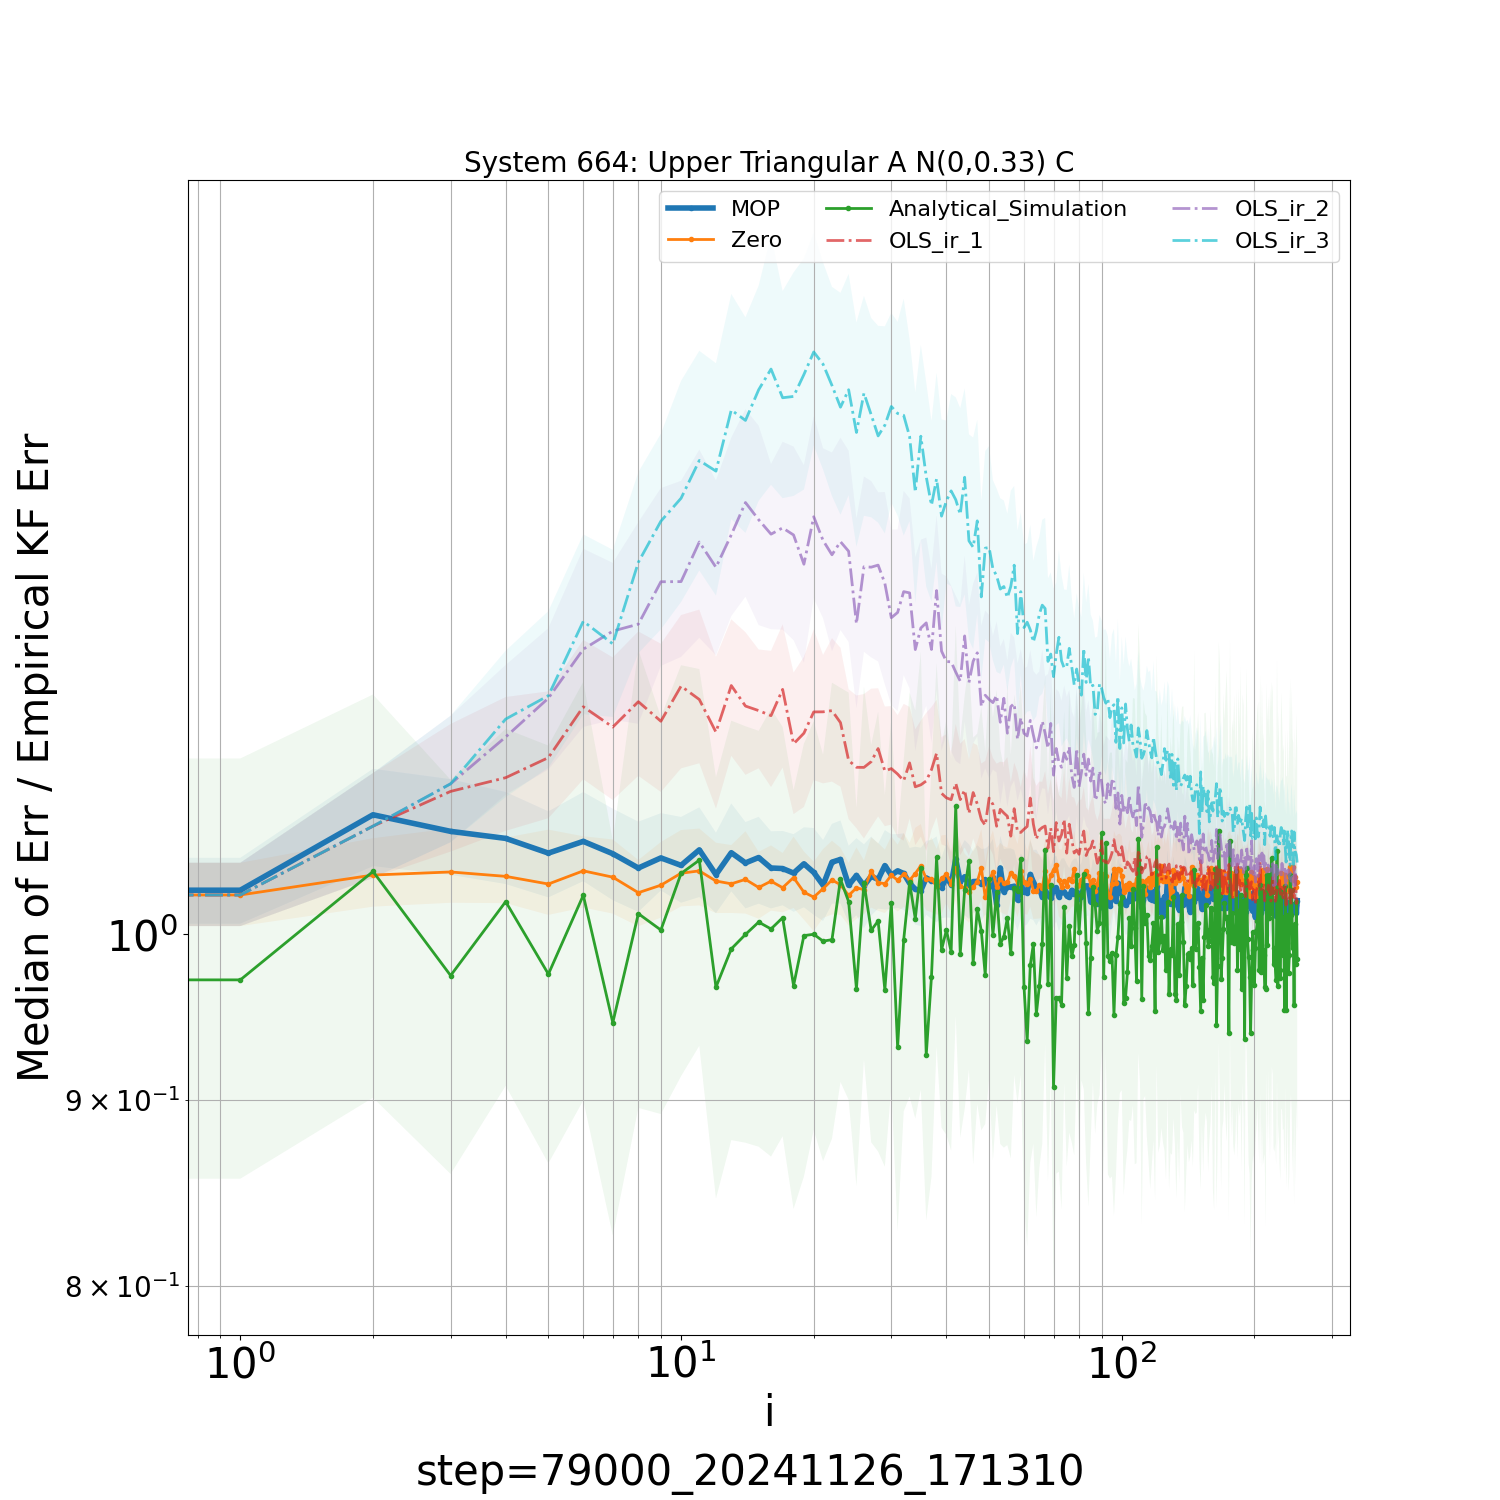 System 664: Upper Triangular A N(0,0.33) C
MOP
Zero
Analytical_Simulation
OLS_ir_1
OLS_ir_2
OLS_ir_3
Median of Err / Empirical KF Err
10⁰
9 × 10⁻¹
8 × 10⁻¹
10⁰ 10¹ 10²
i
step=79000_20241126_171310